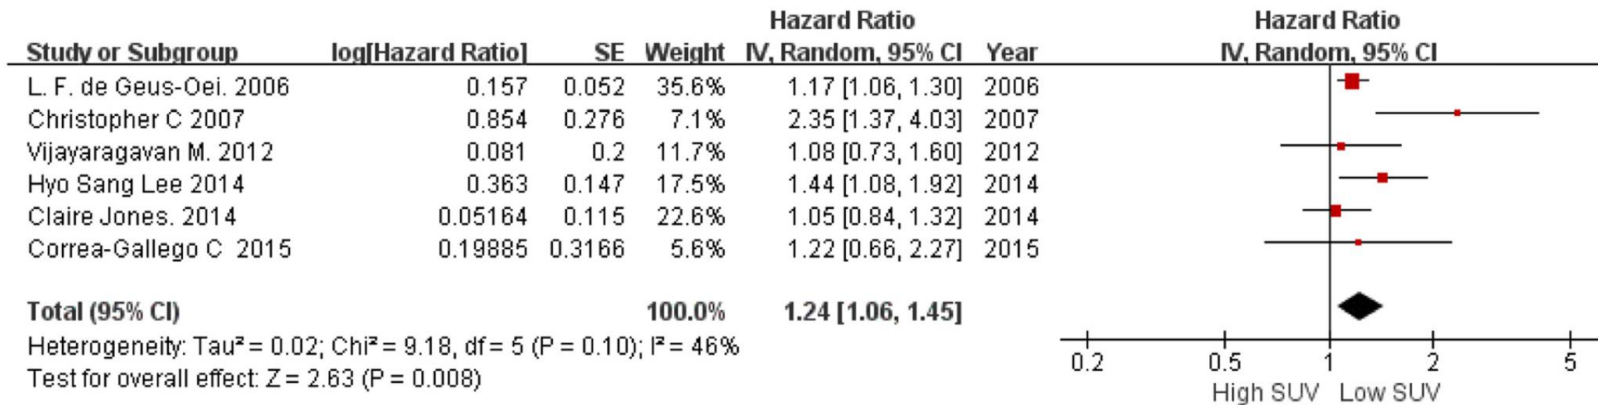 Hazard Ratio Hazard Ratio
Study or Subgroup log[Hazard Ratio] SE Weight IV, Random, 95% CI Year IV, Random, 95% CI
L. F. de Geus-Oei. 2006 0.157 0.052 35.6% 1.17 [1.06, 1.30] 2006
Christopher C 2007 0.854 0.276 7.1% 2.35 [1.37, 4.03] 2007
Vijayaragavan M. 2012 0.081 0.2 11.7% 1.08 [0.73, 1.60] 2012
Hyo Sang Lee 2014 0.363 0.147 17.5% 1.44 [1.08, 1.92] 2014
Claire Jones. 2014 0.05164 0.115 22.6% 1.05 [0.84, 1.32] 2014
Correa-Gallego C 2015 0.19885 0.3166 5.6% 1.22 [0.66, 2.27] 2015
Total (95% CI) 100.0% 1.24 [1.06, 1.45]
Heterogeneity: Tau² = 0.02; Chi² = 9.18, df = 5 (P = 0.10); I² = 46%
Test for overall effect: Z = 2.63 (P = 0.008)
0.2 0.5 1 2 5
High SUV Low SUV